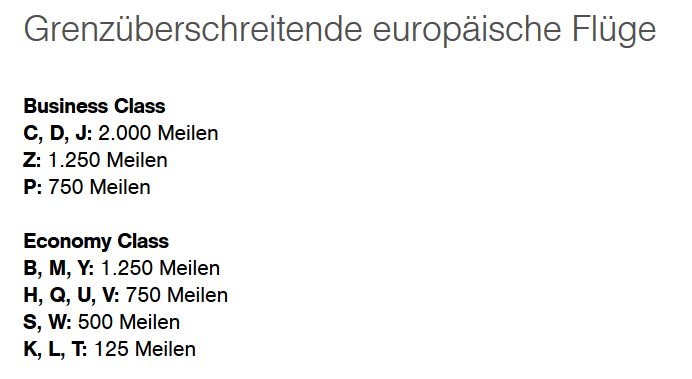 Grenzüberschreitende europäische Flüge
Business Class
C, D, J: 2.000 Meilen
Z: 1.250 Meilen
P: 750 Meilen
Economy Class
B, M, Y: 1.250 Meilen
H, Q, U, V: 750 Meilen
S, W: 500 Meilen
K, L, T: 125 Meilen